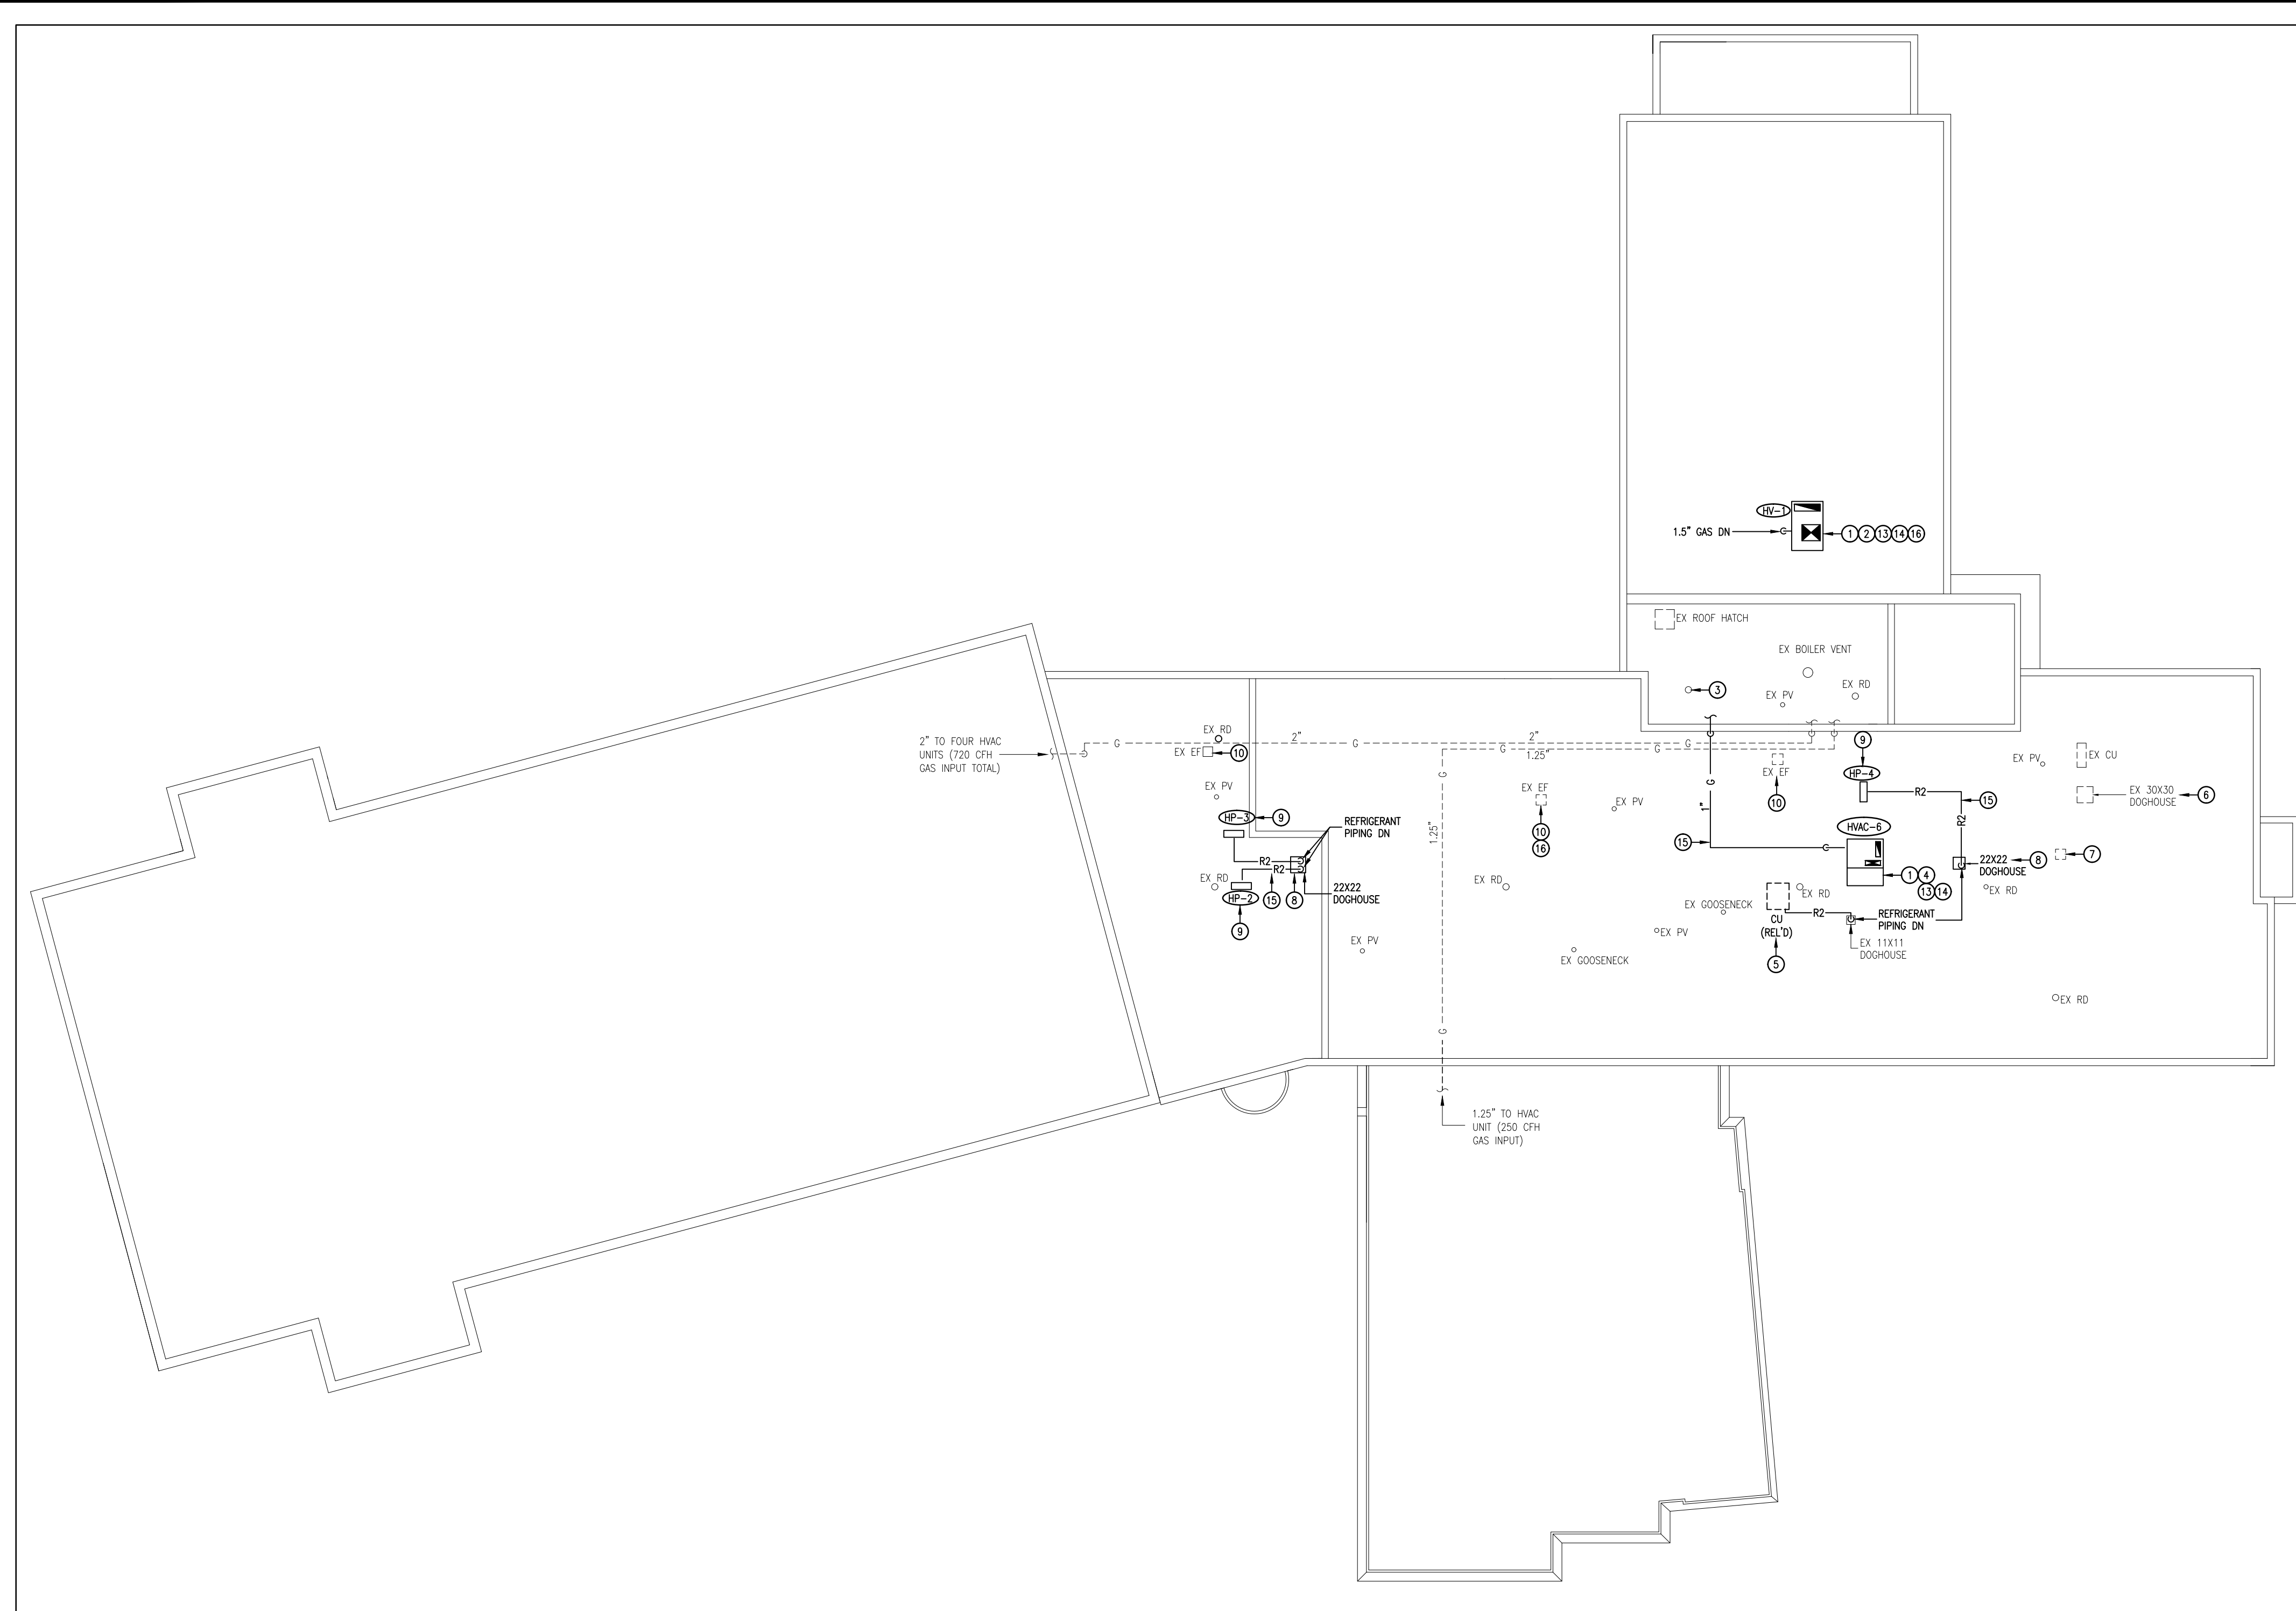 HV-1
1.5" GAS DN
G
1
2
13
14
16
EX ROOF HATCH
EX BOILER VENT
3
EX PV
EX RD
2" TO FOUR HVAC
UNITS (720 CFH
GAS INPUT TOTAL)
G
EX RD
EX EF
10
2"
G
2"
G
G
1.25"
G
G
9
HP-4
EX EF
10
EX PV
EX CU
EX 30X30
DOGHOUSE
6
EX PV
HP-3
9
REFRIGERANT
PIPING DN
1.25"
G
EX EF
10
16
EX PV
G
1"
15
G
R2
15
R2
HVAC-6
R2
R2
EX RD
HP-2
15
8
9
22X22
DOGHOUSE
EX RD
1
4
13
14
22X22
DOGHOUSE
8
7
EX RD
EX RD
EX GOOSENECK
CU
(REL'D)
5
R2
REFRIGERANT
PIPING DN
EX 11X11
DOGHOUSE
EX PV
EX PV
EX GOOSENECK
EX RD
G
1.25" TO HVAC
UNIT (250 CFH
GAS INPUT)